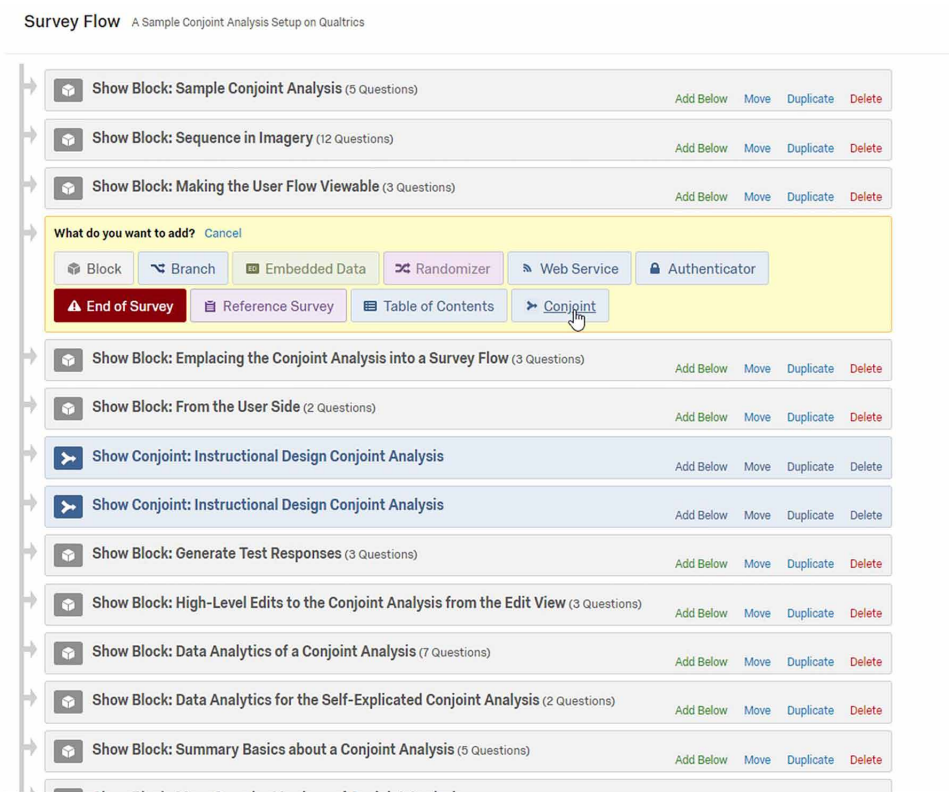 Survey Flow A Sample Conjoint Analysis Setup on Qualtrics
Show Block: Sample Conjoint Analysis (5 Questions)
Add Below Move Duplicate Delete
Show Block: Sequence in Imagery (12 Questions)
Add Below Move Duplicate Delete
Show Block: Making the User Flow Viewable (3 Questions)
Add Below Move Duplicate Delete
What do you want to add? Cancel
Block Branch ED Embedded Data Randomizer Web Service Authenticator
End of Survey Reference Survey Table of Contents Conjoint
Show Block: Emplacing the Conjoint Analysis into a Survey Flow (3 Questions)
Add Below Move Duplicate Delete
Show Block: From the User Side (2 Questions)
Add Below Move Duplicate Delete
Show Conjoint: Instructional Design Conjoint Analysis
Add Below Move Duplicate Delete
Show Conjoint: Instructional Design Conjoint Analysis
Add Below Move Duplicate Delete
Show Block: Generate Test Responses (3 Questions)
Add Below Move Duplicate Delete
Show Block: High-Level Edits to the Conjoint Analysis from the Edit View (3 Questions)
Add Below Move Duplicate Delete
Show Block: Data Analytics of a Conjoint Analysis (7 Questions)
Add Below Move Duplicate Delete
Show Block: Data Analytics for the Self-Explicated Conjoint Analysis (2 Questions)
Add Below Move Duplicate Delete
Show Block: Summary Basics about a Conjoint Analysis (5 Questions)
Add Below Move Duplicate Delete